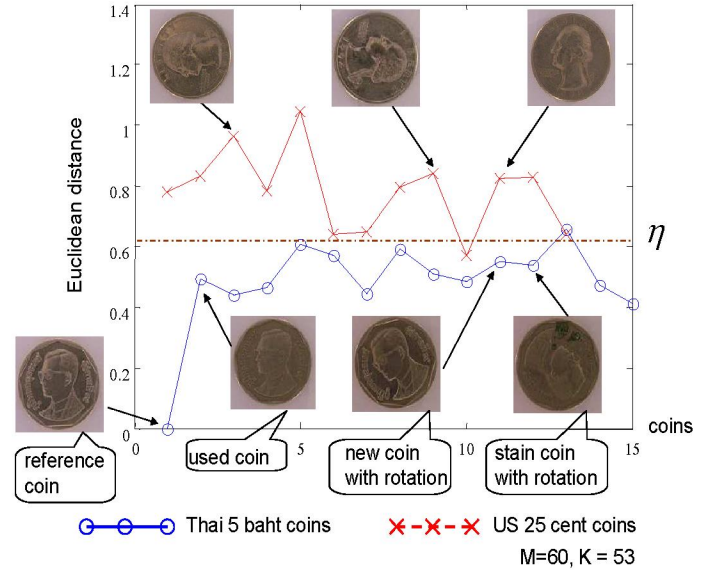 1.4
1.2
1
0.8
0.6
0.4
0.2
0
Euclidean distance
η
0
5
10
15
coins
reference
coin
used coin
new coin
with rotation
stain coin
with rotation
Thai 5 baht coins
US 25 cent coins
M=60, K = 53